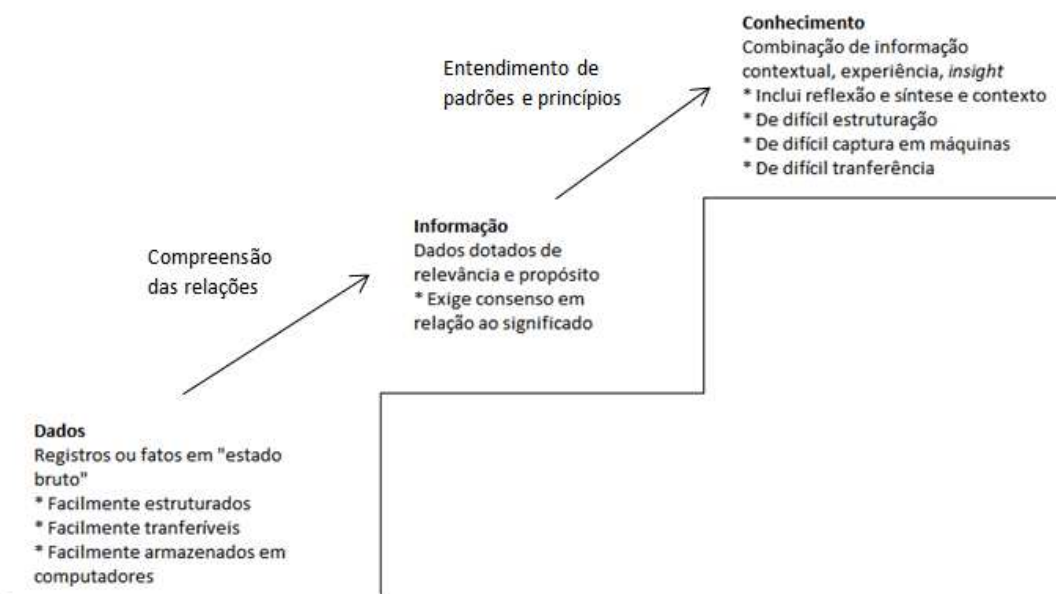 Conhecimento
Combinação de informação
contextual, experiência, insight
* Inclui reflexão e síntese e contexto
* De difícil estruturação
* De difícil captura em máquinas
* De difícil tranferência
Entendimento de
padrões e princípios
Informação
Dados dotados de
relevância e propósito
* Exige consenso em
relação ao significado
Compreensão
das relações
Dados
Registros ou fatos em "estado
bruto"
* Facilmente estruturados
* Facilmente tranferíveis
* Facilmente armazenados em
computadores